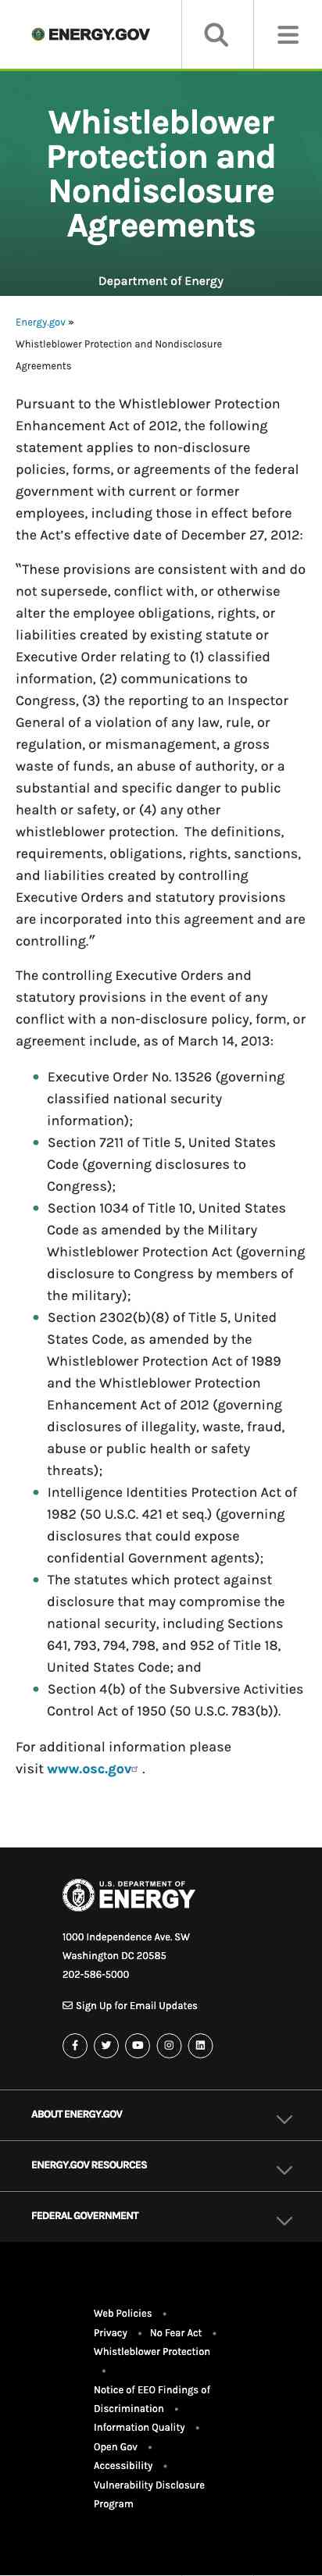 ENERGY.GOV
Whistleblower
Protection and
Nondisclosure
Agreements
Department of Energy
Energy.gov »
Whistleblower Protection and Nondisclosure
Agreements
Pursuant to the Whistleblower Protection
Enhancement Act of 2012, the following
statement applies to non-disclosure
policies, forms, or agreements of the federal
government with current or former
employees, including those in effect before
the Act’s effective date of December 27, 2012:
“These provisions are consistent with and do
not supersede, conflict with, or otherwise
alter the employee obligations, rights, or
liabilities created by existing statute or
Executive Order relating to (1) classified
information, (2) communications to
Congress, (3) the reporting to an Inspector
General of a violation of any law, rule, or
regulation, or mismanagement, a gross
waste of funds, an abuse of authority, or a
substantial and specific danger to public
health or safety, or (4) any other
whistleblower protection.  The definitions,
requirements, obligations, rights, sanctions,
and liabilities created by controlling
Executive Orders and statutory provisions
are incorporated into this agreement and are
controlling.”
The controlling Executive Orders and
statutory provisions in the event of any
conflict with a non-disclosure policy, form, or
agreement include, as of March 14, 2013:
• Executive Order No. 13526 (governing
classified national security
information);
• Section 7211 of Title 5, United States
Code (governing disclosures to
Congress);
• Section 1034 of Title 10, United States
Code as amended by the Military
Whistleblower Protection Act (governing
disclosure to Congress by members of
the military);
• Section 2302(b)(8) of Title 5, United
States Code, as amended by the
Whistleblower Protection Act of 1989
and the Whistleblower Protection
Enhancement Act of 2012 (governing
disclosures of illegality, waste, fraud,
abuse or public health or safety
threats);
• Intelligence Identities Protection Act of
1982 (50 U.S.C. 421 et seq.) (governing
disclosures that could expose
confidential Government agents);
• The statutes which protect against
disclosure that may compromise the
national security, including Sections
641, 793, 794, 798, and 952 of Title 18,
United States Code; and
• Section 4(b) of the Subversive Activities
Control Act of 1950 (50 U.S.C. 783(b)).
For additional information please
visit www.osc.gov .
U.S. DEPARTMENT OF
ENERGY
1000 Independence Ave. SW
Washington DC 20585
202-586-5000
Sign Up for Email Updates
ABOUT ENERGY.GOV
ENERGY.GOV RESOURCES
FEDERAL GOVERNMENT
Web Policies •
Privacy • No Fear Act •
Whistleblower Protection
•
Notice of EEO Findings of
Discrimination •
Information Quality •
Open Gov •
Accessibility •
Vulnerability Disclosure
Program